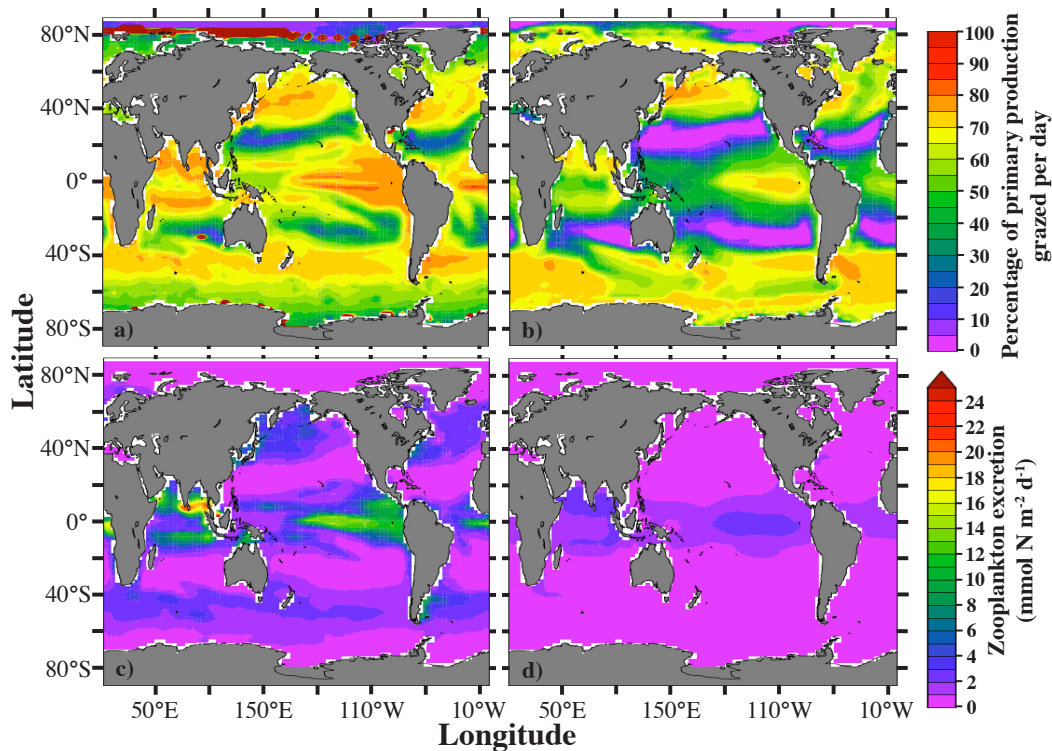 80°N
40°N
0°
40°S
80°S
a)
b)
100
90
80
70
60
50
40
30
20
10
0
Percentage of primary production
grazed per day
Latitude
80°N
40°N
0°
40°S
80°S
c)
d)
24
22
20
18
16
14
12
10
8
6
4
2
0
Zooplankton excretion
(mmol N m⁻² d⁻¹)
50°E 150°E 110°W 10°W 50°E 150°E 110°W 10°W
Longitude